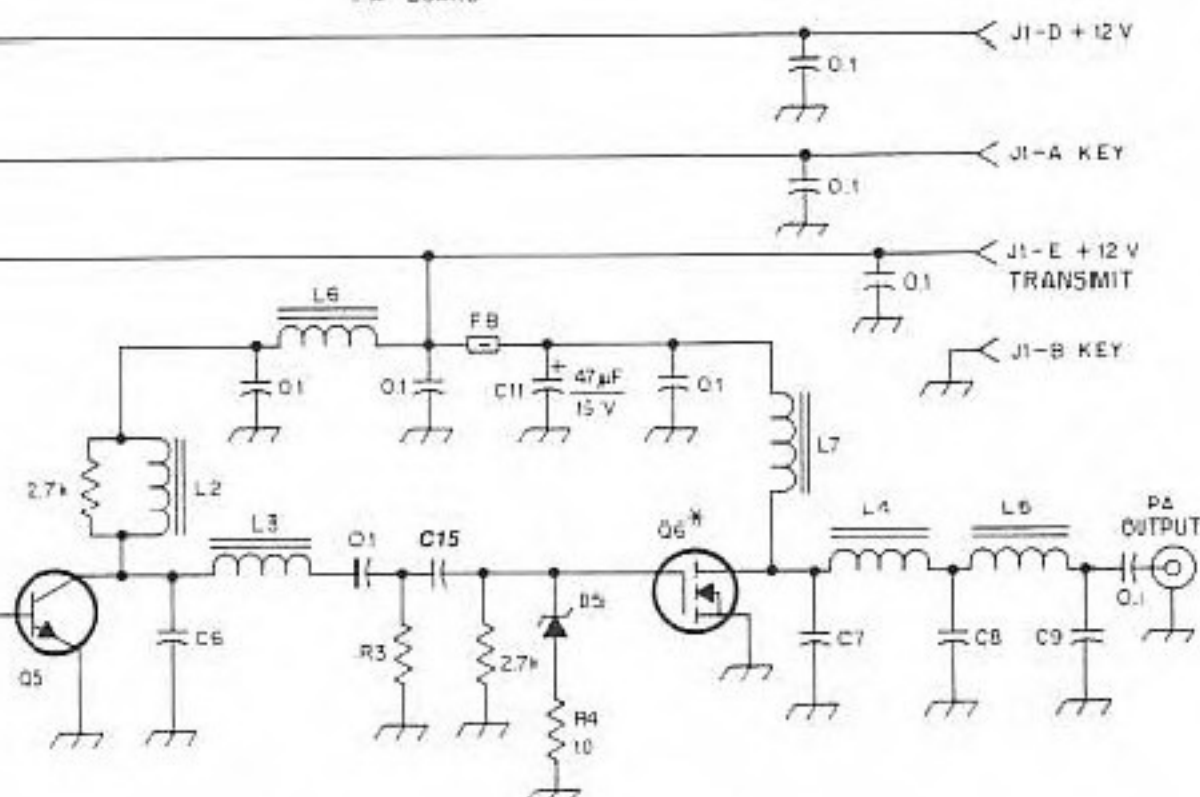 J1-D +12 V
0.1
J1-A KEY
0.1
J1-E +12 V
TRANSMIT
0.1
L6
FB
J1-B KEY
0.1
0.1
C11
+
47µF
15 V
0.1
2.7k
L2
L7
L3
0.1
C15
Q6*
L4
L5
PA
OUTPUT
0.1
Q5
C6
R3
2.7k
D5
R4
10
C7
C8
C9